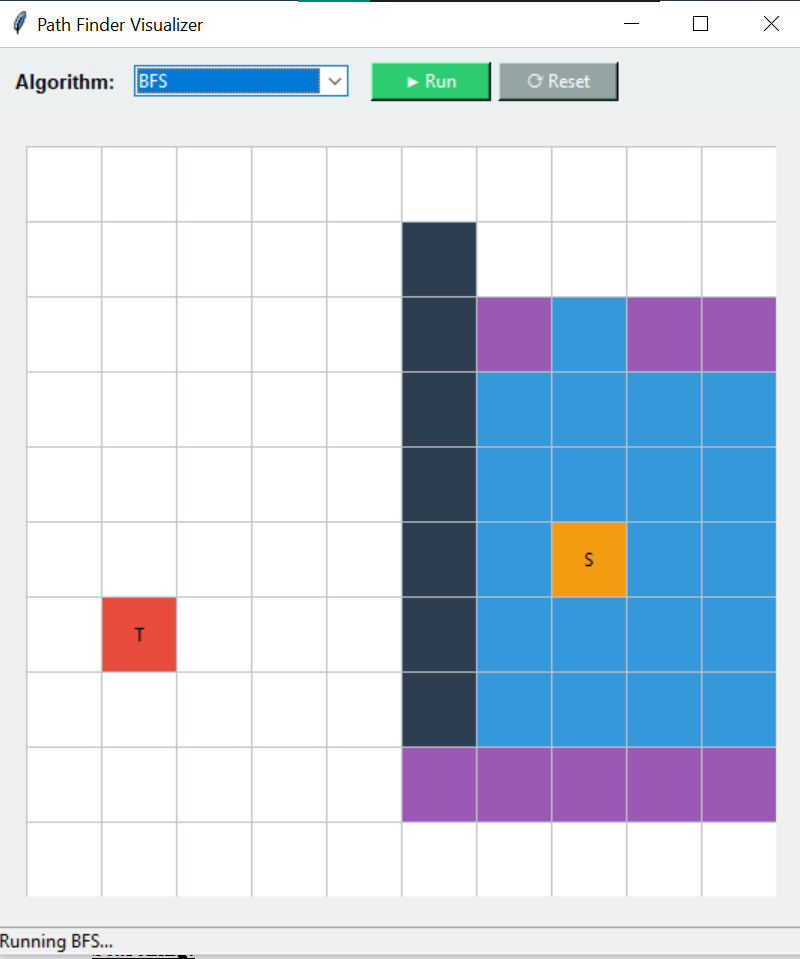 Path Finder Visualizer
Algorithm: BFS ► Run ⟳ Reset
S
T
Running BFS...